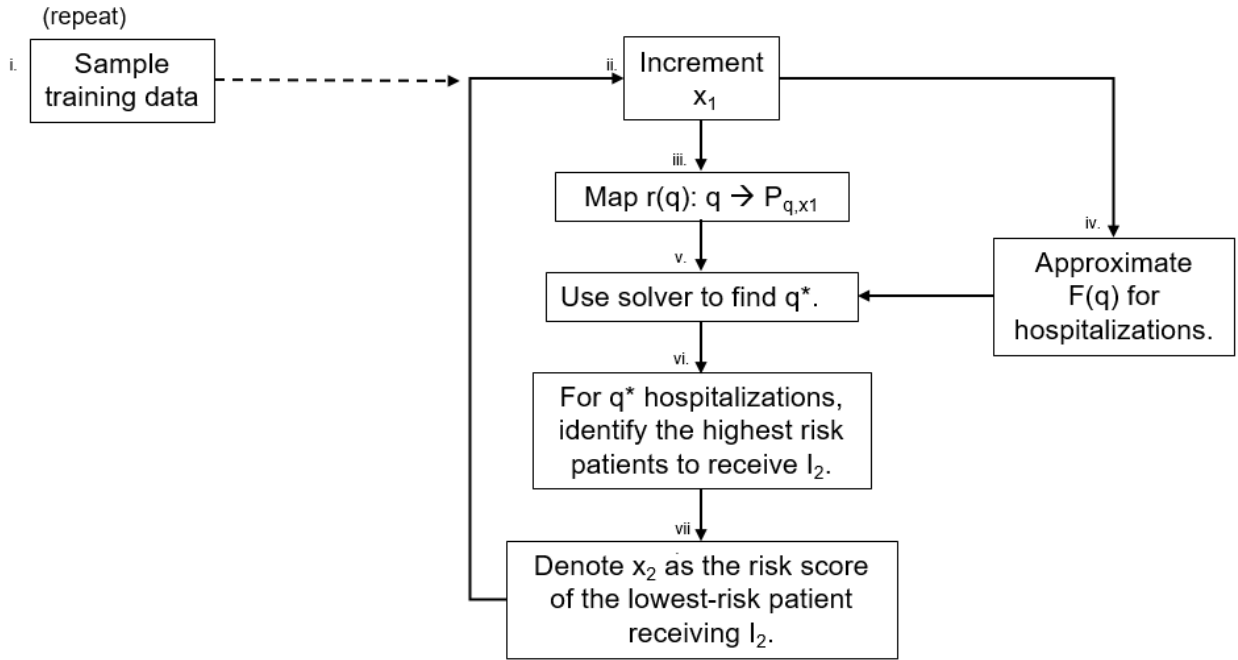 (repeat)
i.
Sample
training data
ii.
Increment
x₁
iii.
Map r(q): q → P_q,x1
iv.
Approximate
F(q) for
hospitalizations.
v.
Use solver to find q*.
vi.
For q* hospitalizations,
identify the highest risk
patients to receive I₂.
vii
Denote x₂ as the risk score
of the lowest-risk patient
receiving I₂.